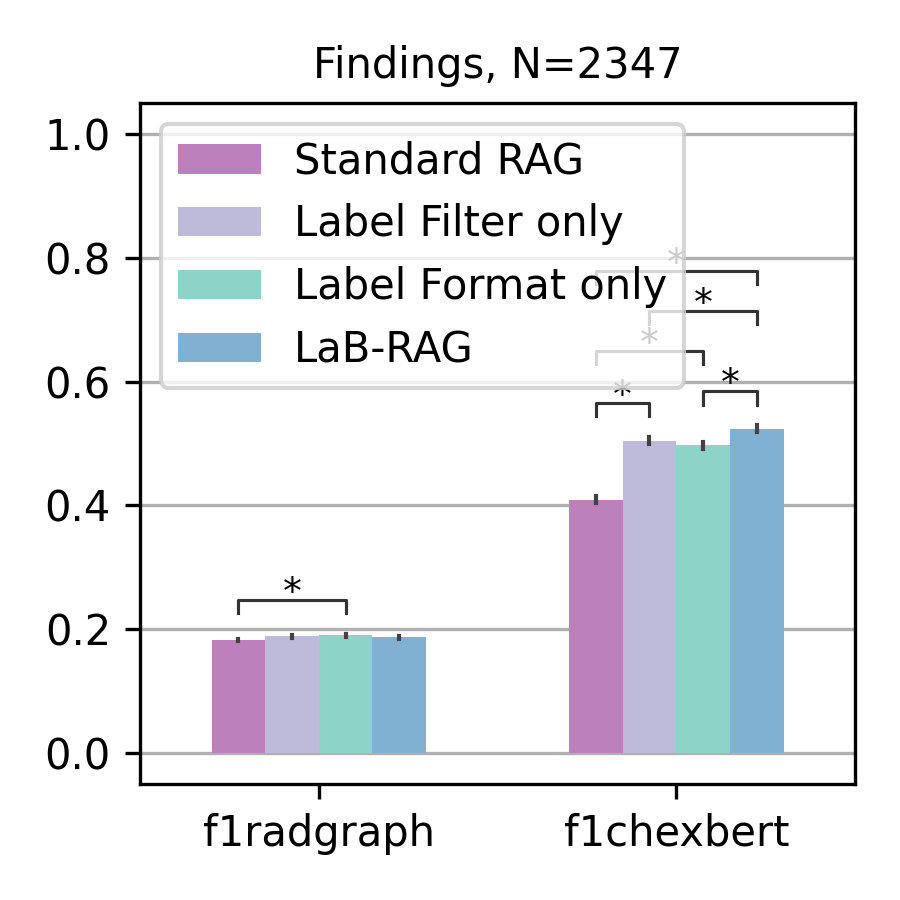 Findings, N=2347
1.0
0.8
0.6
0.4
0.2
0.0
Standard RAG
Label Filter only
Label Format only
LaB-RAG
*
*
*
*
*
*
f1radgraph
f1chexbert